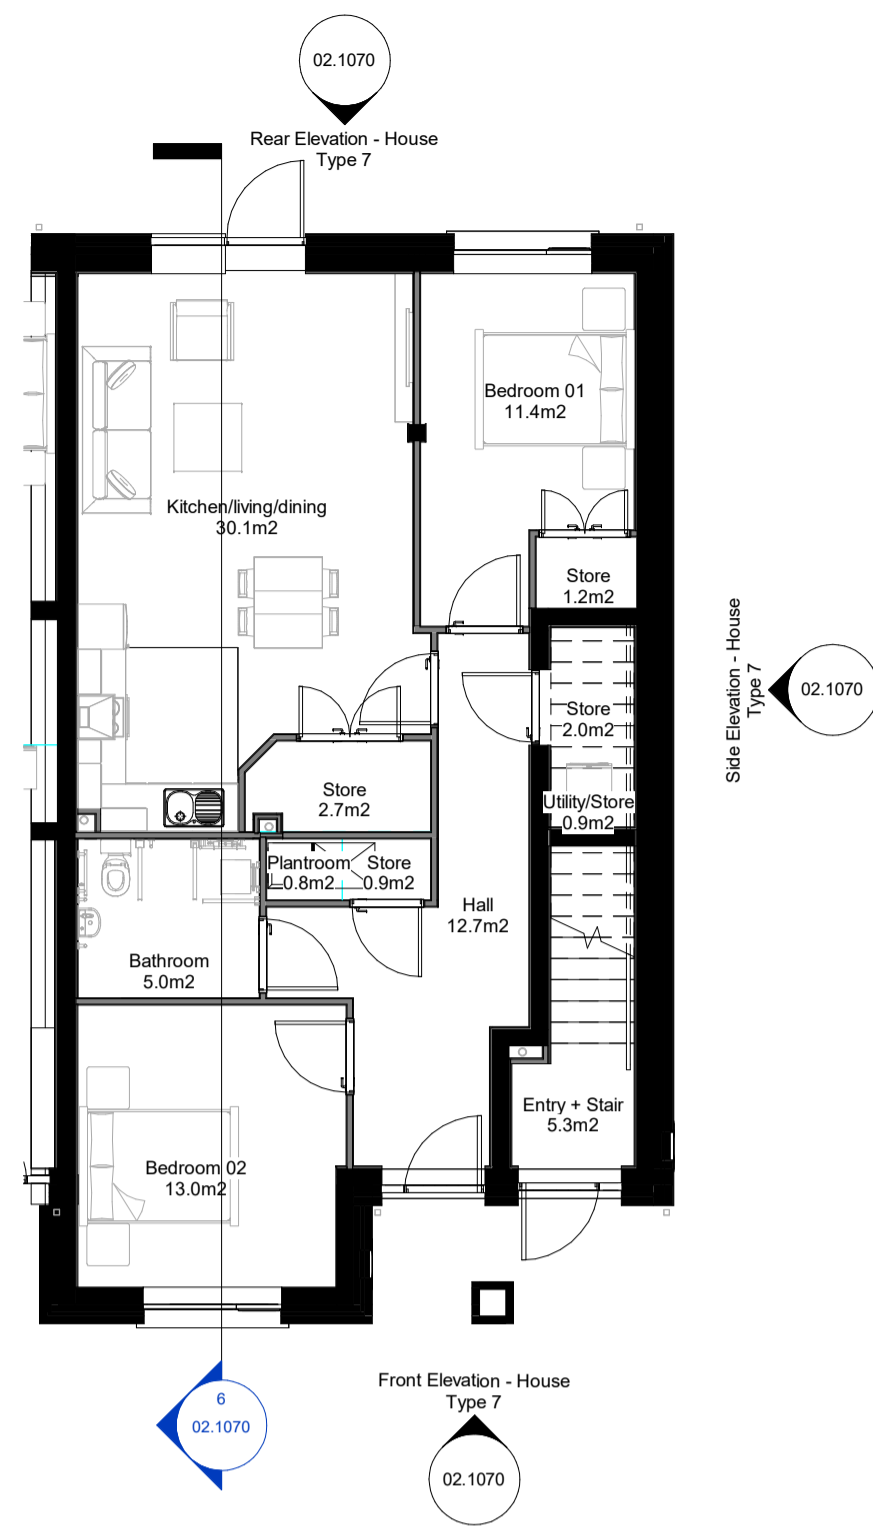 02.1070
Rear Elevation - House
Type 7
Bedroom 01
11.4m2
Kitchen/living/dining
30.1m2
Store
1.2m2
Side Elevation - House
Type 7
02.1070
Store
2.0m2
Store
2.7m2
Utility/Store
0.9m2
Plantroom
0.8m2
Store
0.9m2
Hall
12.7m2
Bathroom
5.0m2
Entry + Stair
5.3m2
Bedroom 02
13.0m2
6
02.1070
Front Elevation - House
Type 7
02.1070